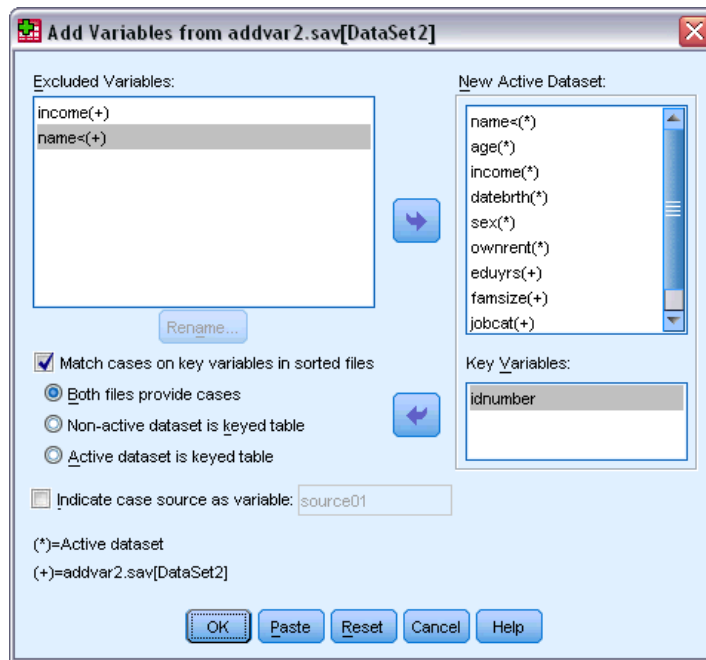 Add Variables from addvar2.sav[DataSet2]
Excluded Variables:
income(+)
name<(+)
Rename...
Match cases on key variables in sorted files
Both files provide cases
Non-active dataset is keyed table
Active dataset is keyed table
Indicate case source as variable: source01
(*)=Active dataset
(+)=addvar2.sav[DataSet2]
New Active Dataset:
name<(*)
age(*)
income(*)
datebrth(*)
sex(*)
ownrent(*)
eduyrs(+)
famsize(+)
jobcat(+)
Key Variables:
idnumber
OK Paste Reset Cancel Help